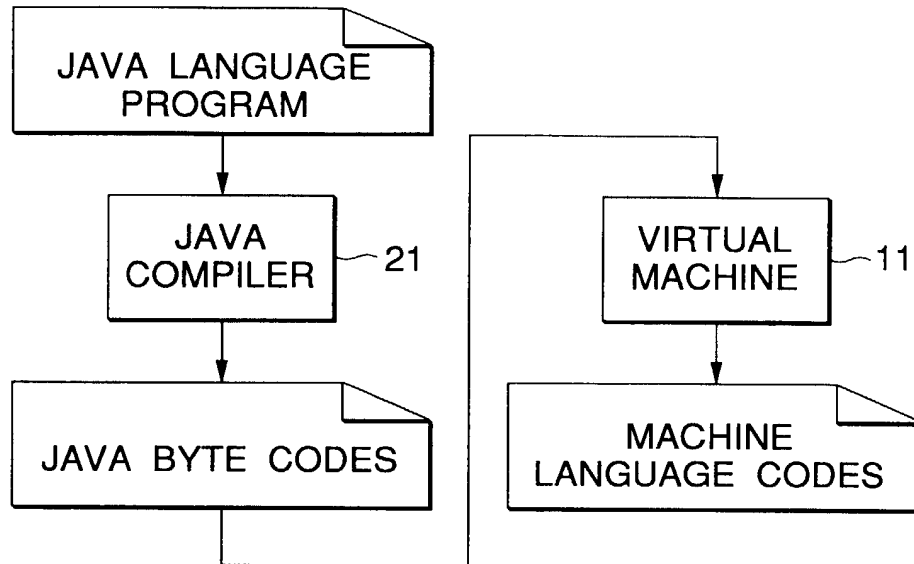 JAVA LANGUAGE
PROGRAM
JAVA
COMPILER
21
JAVA BYTE CODES
VIRTUAL
MACHINE
11
MACHINE
LANGUAGE CODES